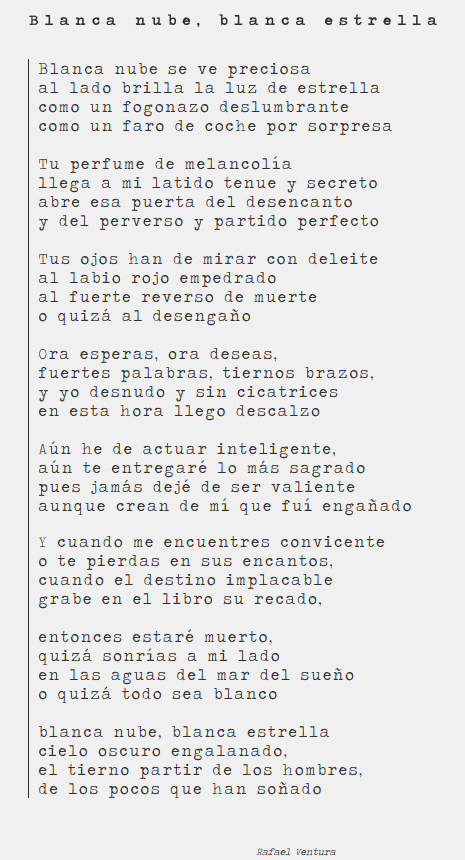 Blanca nube, blanca estrella
Blanca nube se ve preciosa
al lado brilla la luz de estrella
como un fogonazo deslumbrante
como un faro de coche por sorpresa
Tu perfume de melancolía
llega a mi latido tenue y secreto
abre esa puerta del desencanto
y del perverso y partido perfecto
Tus ojos han de mirar con deleite
al labio rojo empedrado
al fuerte reverso de muerte
o quizá al desengaño
Ora esperas, ora deseas,
fuertes palabras, tiernos brazos,
y yo desnudo y sin cicatrices
en esta hora llego descalzo
Aún he de actuar inteligente,
aún te entregaré lo más sagrado
pues jamás dejé de ser valiente
aunque crean de mí que fuí engañado
Y cuando me encuentres convicente
o te pierdas en sus encantos,
cuando el destino implacable
grabe en el libro su recado,
entonces estaré muerto,
quizá sonrías a mi lado
en las aguas del mar del sueño
o quizá todo sea blanco
blanca nube, blanca estrella
cielo oscuro engalanado,
el tierno partir de los hombres,
de los pocos que han soñado
Rafael Ventura